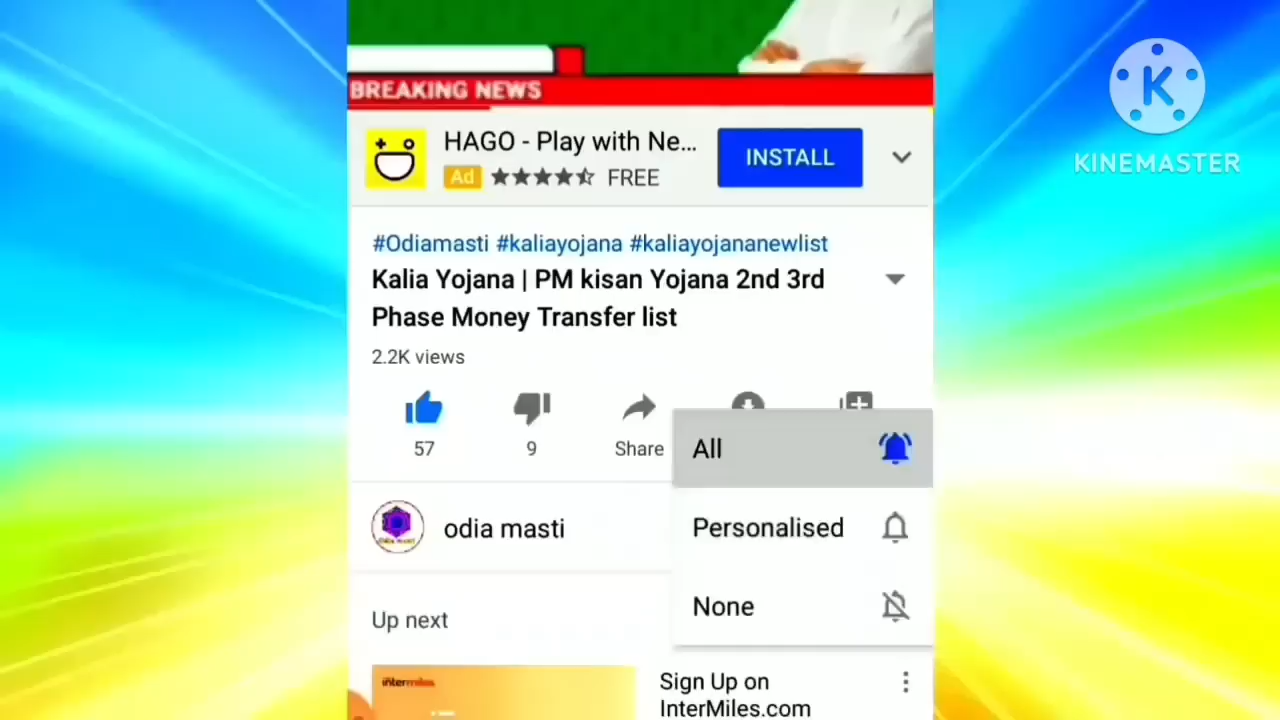 BREAKING NEWS
K
KINEMASTER
HAGO - Play with Ne...
INSTALL
Ad
FREE
#Odiamasti #kaliayojana #kaliayojananewlist
Kalia Yojana | PM kisan Yojana 2nd 3rd
Phase Money Transfer list
2.2K views
57
9
Share
All
odia masti
Personalised
None
Up next
intermiles
Sign Up on
InterMiles.com